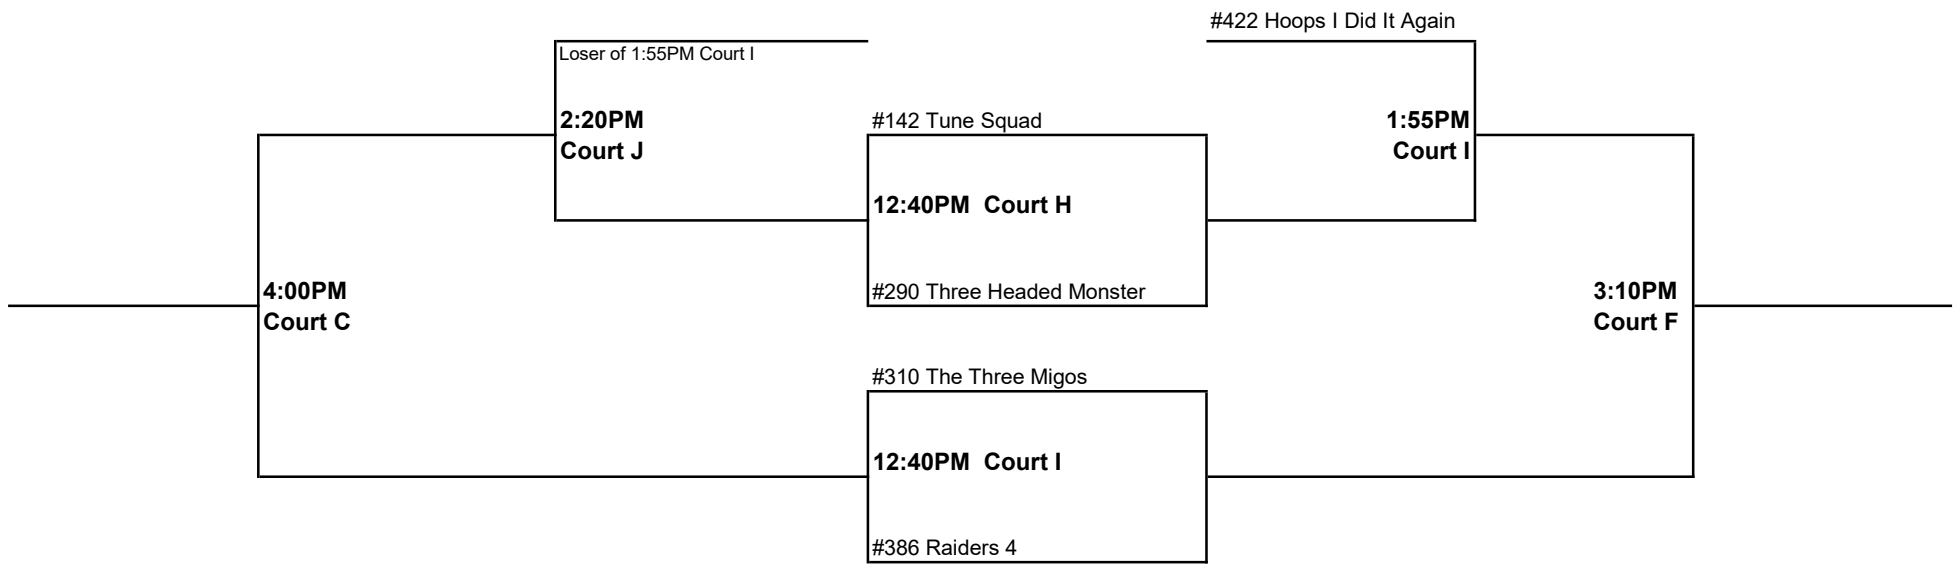 #422 Hoops I Did It Again
Loser of 1:55PM Court I
2:20PM
Court J
#142 Tune Squad
1:55PM
Court I
12:40PM  Court H
4:00PM
Court C
#290 Three Headed Monster
3:10PM
Court F
#310 The Three Migos
12:40PM  Court I
#386 Raiders 4